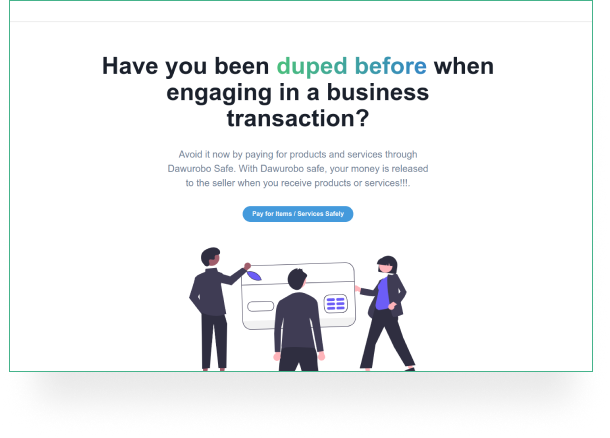 Have you been duped before when
engaging in a business
transaction?
Avoid it now by paying for products and services through
Dawurobo Safe. With Dawurobo safe, your money is released
to the seller when you receive products or services!!!.
Pay for Items / Services Safely